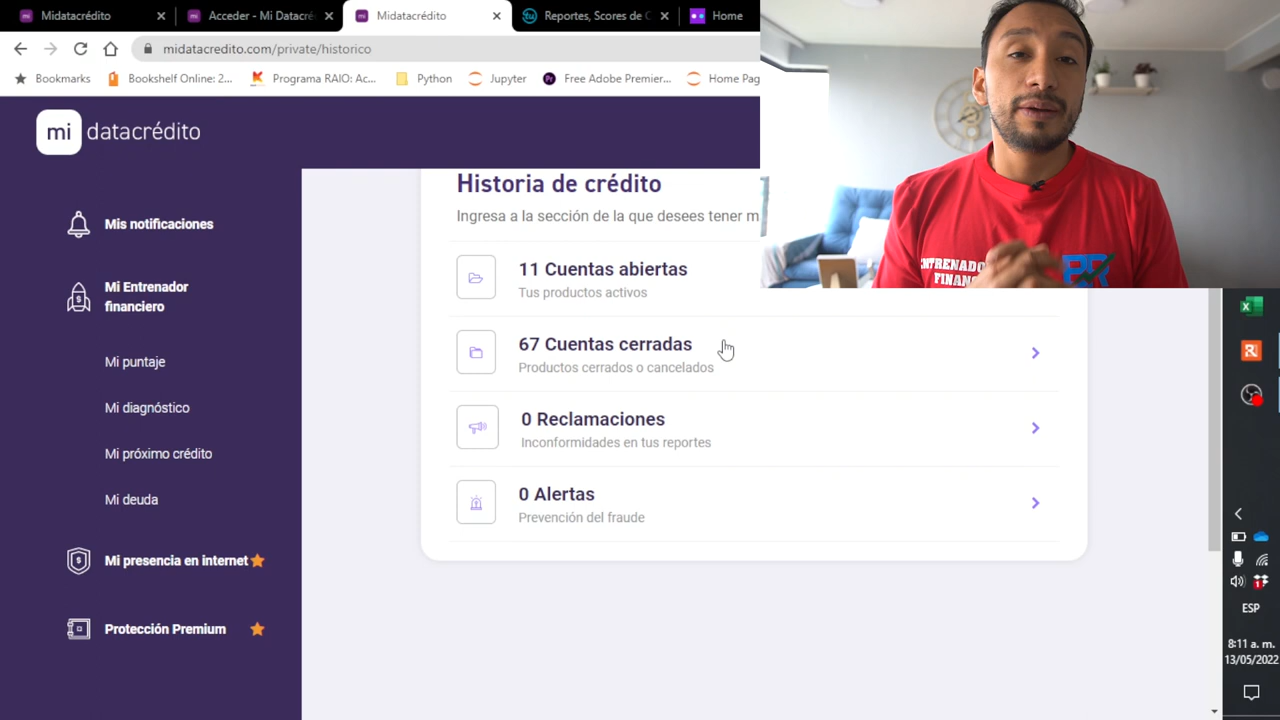 Midatacrédito
Acceder - Mi Datacré
Midatacrédito
Reportes, Scores de C
Home
midatacredito.com/private/historico
Bookmarks
Bookshelf Online: 2...
Programa RAIO: Ac...
Python
Jupyter
Free Adobe Premier...
Home Pag
mi datacrédito
Mis notificaciones
Mi Entrenador
financiero
Mi puntaje
Mi diagnóstico
Mi próximo crédito
Mi deuda
Mi presencia en internet
Protección Premium
Historia de crédito
Ingresa a la sección de la que desees tener m
11 Cuentas abiertas
Tus productos activos
67 Cuentas cerradas
Productos cerrados o cancelados
0 Reclamaciones
Inconformidades en tus reportes
0 Alertas
Prevención del fraude
ENTRENADO
FINAN
ESP
8:11 a. m.
13/05/2022